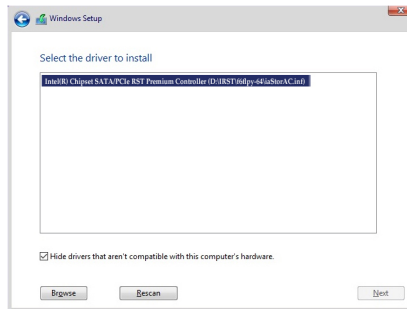 Windows Setup
Select the driver to install
Intel(R) Chipset SATA/PCIe RST Premium Controller (D:\IRST\f6flpy-64\iaStorAC.inf)
Hide drivers that aren't compatible with this computer's hardware.
Browse Rescan Next